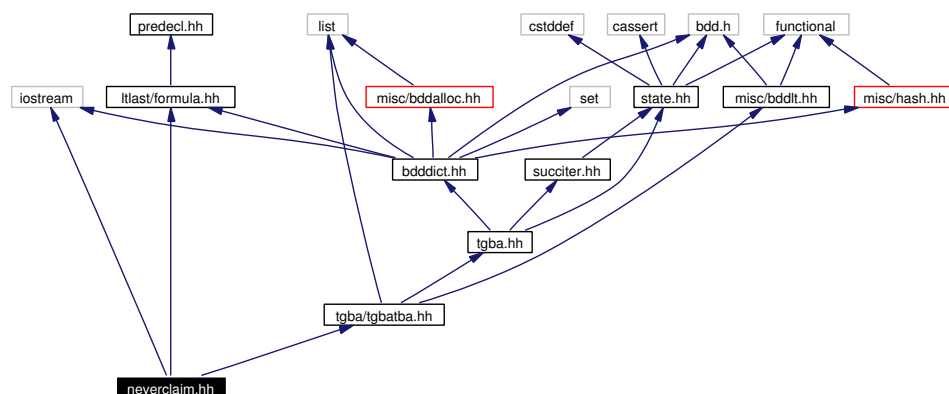 predecl.hh
list
cstddef
cassert
bdd.h
functional
iostream
ltlast/formula.hh
misc/bddalloc.hh
set
state.hh
misc/bddlt.hh
misc/hash.hh
bdddict.hh
succiter.hh
tgba.hh
tgba/tgbatba.hh
neverclaim.hh